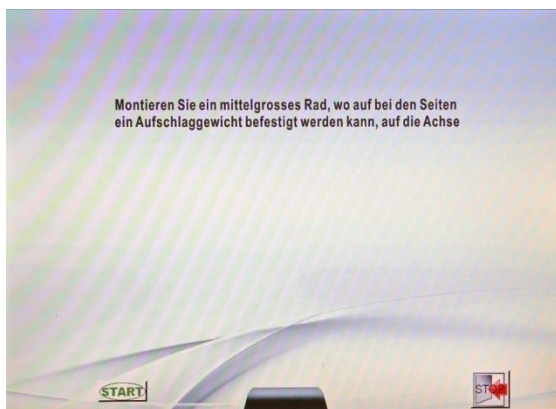 Montieren Sie ein mittelgrosses Rad, wo auf bei den Seiten
ein Aufschlaggewicht befestigt werden kann, auf die Achse
START
STOP